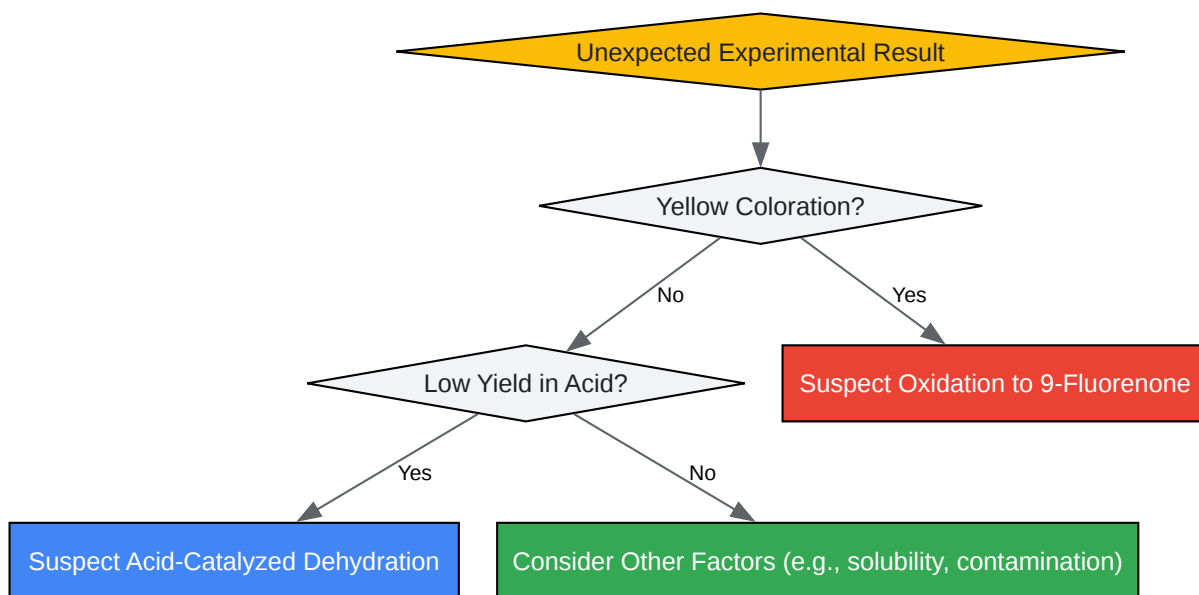 Unexpected Experimental Result
Yellow Coloration?
No
Yes
Low Yield in Acid?
Suspect Oxidation to 9-Fluorenone
Yes
No
Suspect Acid-Catalyzed Dehydration
Consider Other Factors (e.g., solubility, contamination)